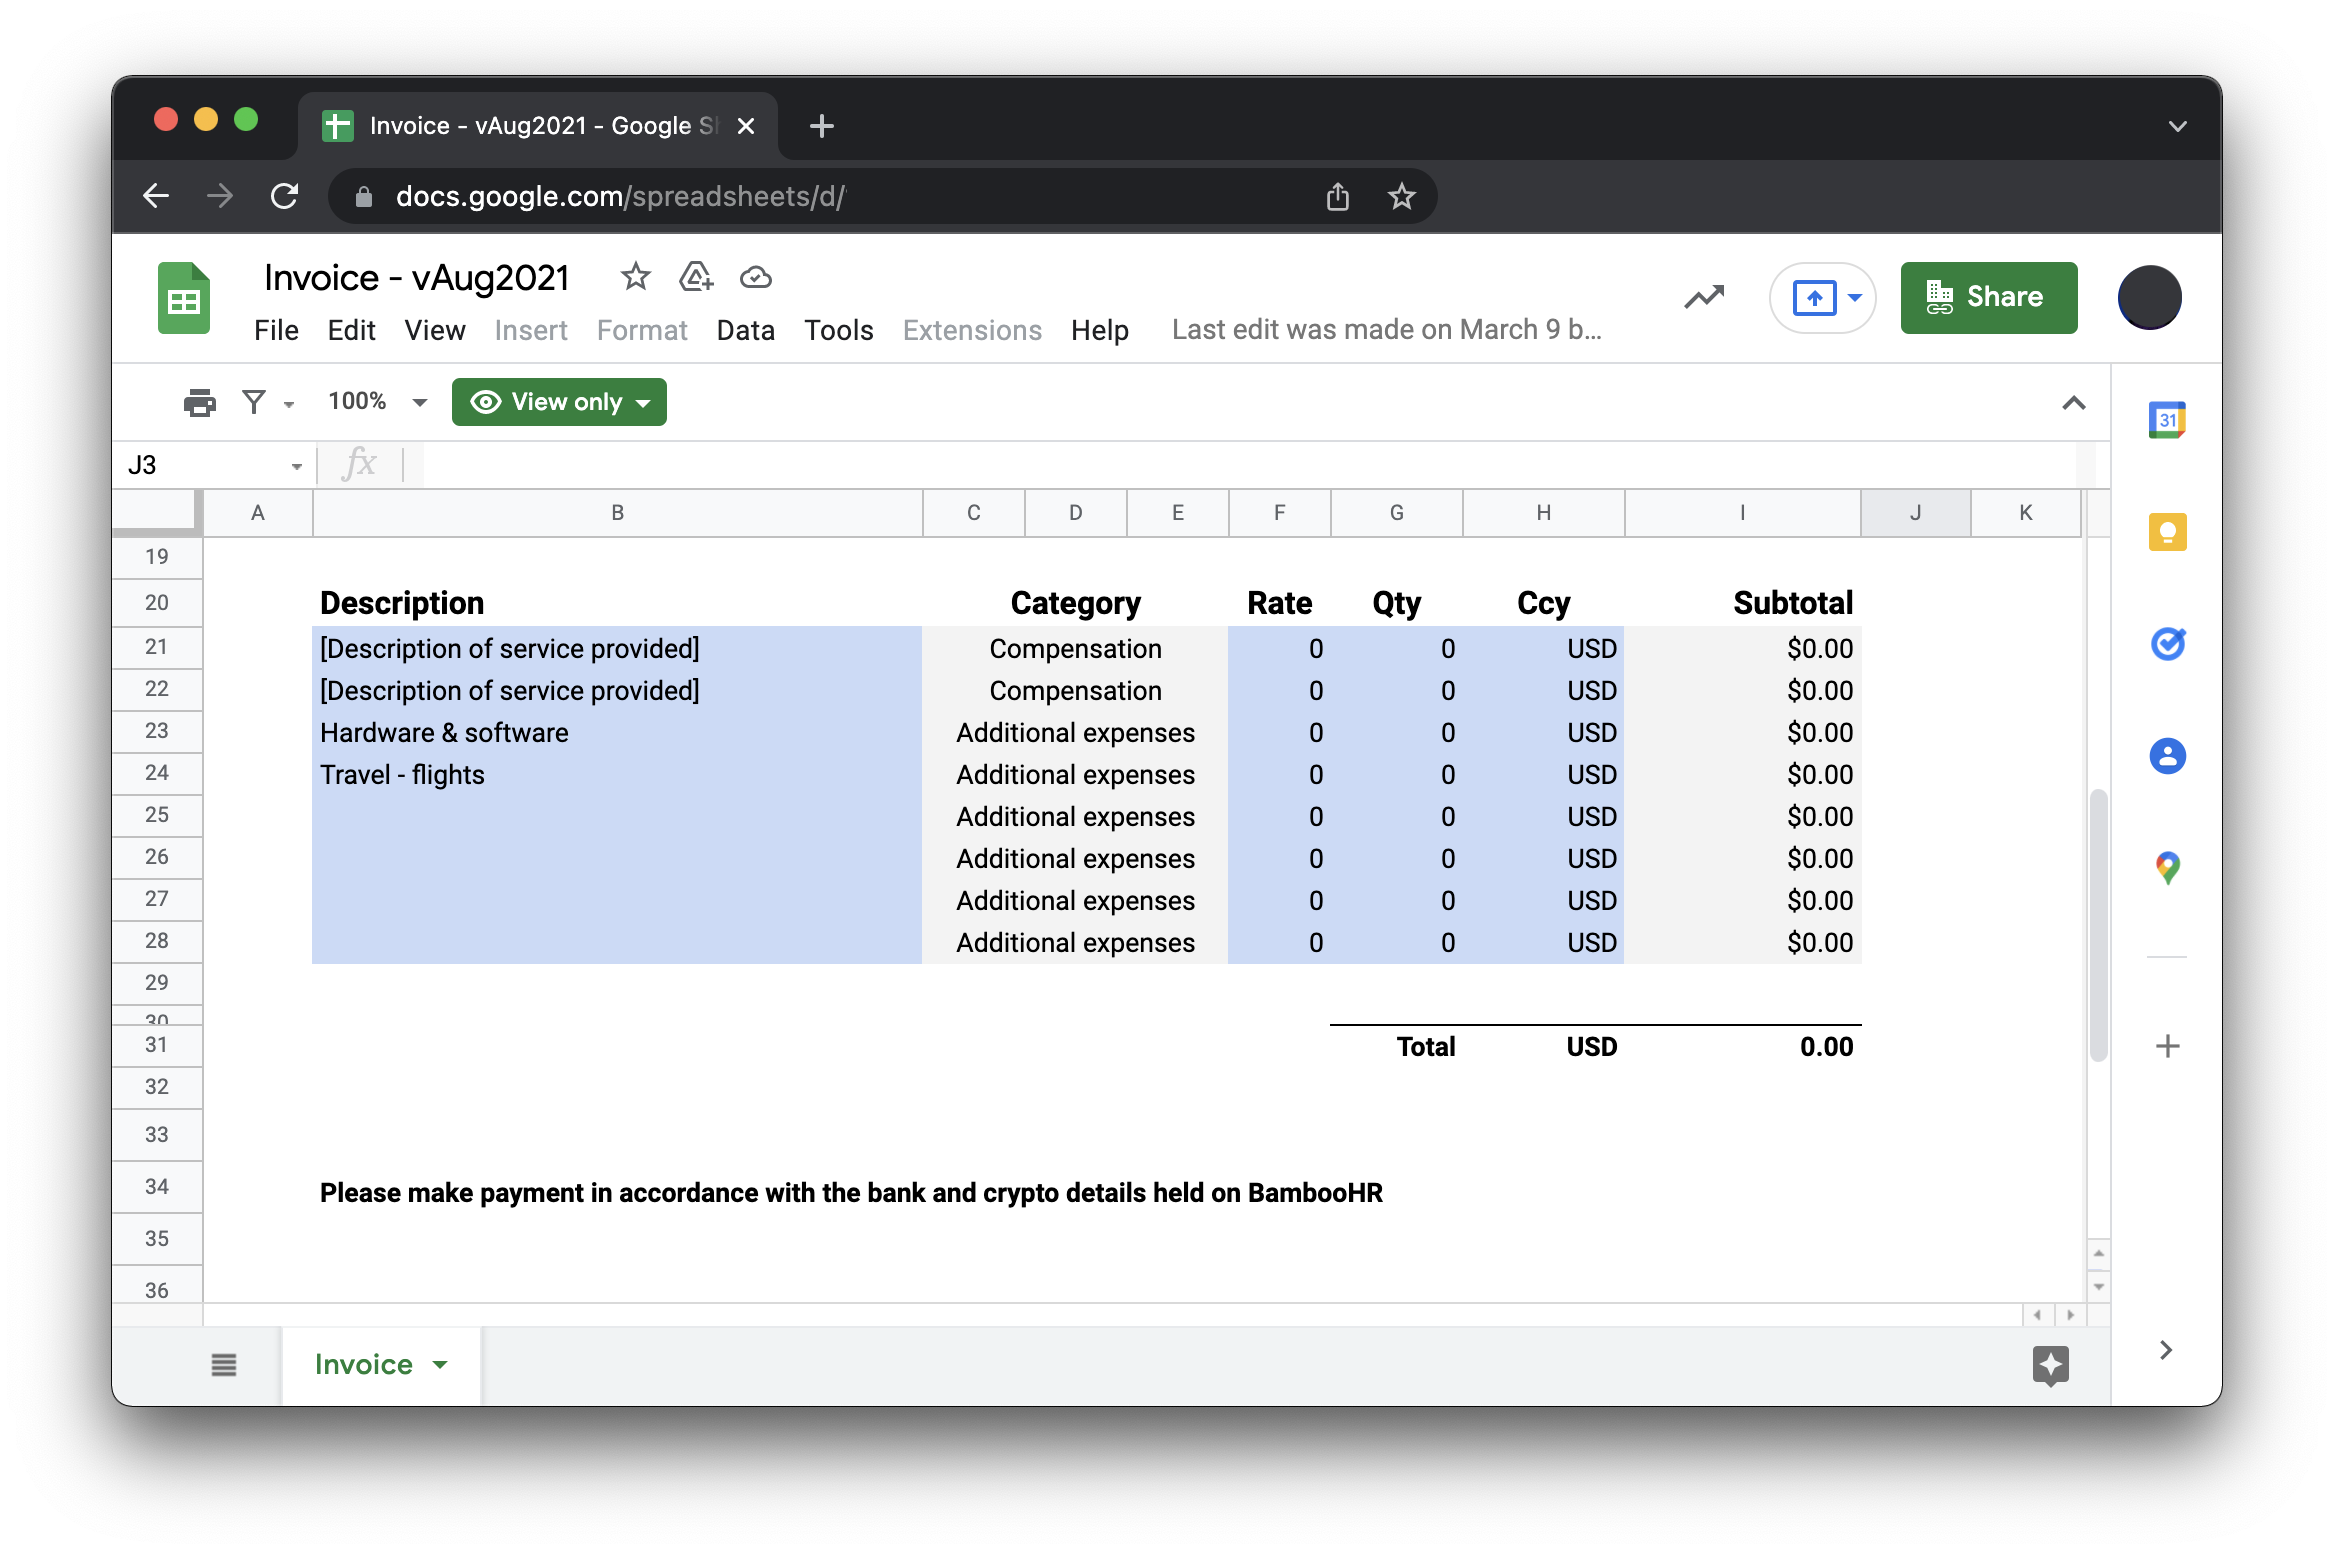 Invoice - vAug2021 - Google S
docs.google.com/spreadsheets/d/
Invoice - vAug2021
File Edit View Insert Format Data Tools Extensions Help Last edit was made on March 9 b...
Share
100% View only
31
J3 fx
A B C D E F G H I J K
19
20 Description Category Rate Qty Ccy Subtotal
21 [Description of service provided] Compensation 0 0 USD $0.00
22 [Description of service provided] Compensation 0 0 USD $0.00
23 Hardware & software Additional expenses 0 0 USD $0.00
24 Travel - flights Additional expenses 0 0 USD $0.00
25 Additional expenses 0 0 USD $0.00
26 Additional expenses 0 0 USD $0.00
27 Additional expenses 0 0 USD $0.00
28 Additional expenses 0 0 USD $0.00
29
30
31 Total USD 0.00
32
33
34 Please make payment in accordance with the bank and crypto details held on BambooHR
35
36
Invoice